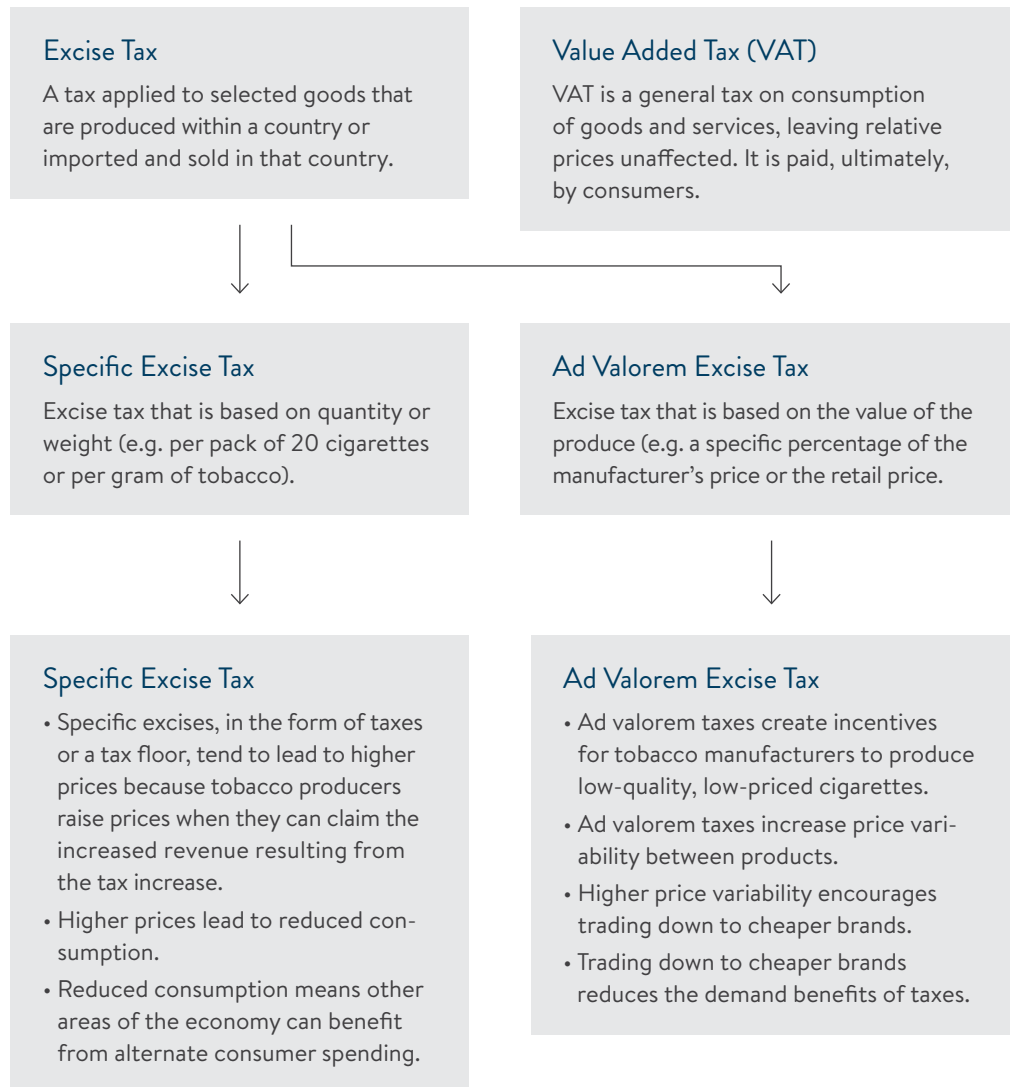 Excise Tax
A tax applied to selected goods that
are produced within a country or
imported and sold in that country.
Value Added Tax (VAT)
VAT is a general tax on consumption
of goods and services, leaving relative
prices unaffected. It is paid, ultimately,
by consumers.
Specific Excise Tax
Excise tax that is based on quantity or
weight (e.g. per pack of 20 cigarettes
or per gram of tobacco).
Ad Valorem Excise Tax
Excise tax that is based on the value of the
produce (e.g. a specific percentage of the
manufacturer’s price or the retail price.
Specific Excise Tax
• Specific excises, in the form of taxes
or a tax floor, tend to lead to higher
prices because tobacco producers
raise prices when they can claim the
increased revenue resulting from
the tax increase.
• Higher prices lead to reduced con-
sumption.
• Reduced consumption means other
areas of the economy can benefit
from alternate consumer spending.
Ad Valorem Excise Tax
• Ad valorem taxes create incentives
for tobacco manufacturers to produce
low-quality, low-priced cigarettes.
• Ad valorem taxes increase price vari-
ability between products.
• Higher price variability encourages
trading down to cheaper brands.
• Trading down to cheaper brands
reduces the demand benefits of taxes.